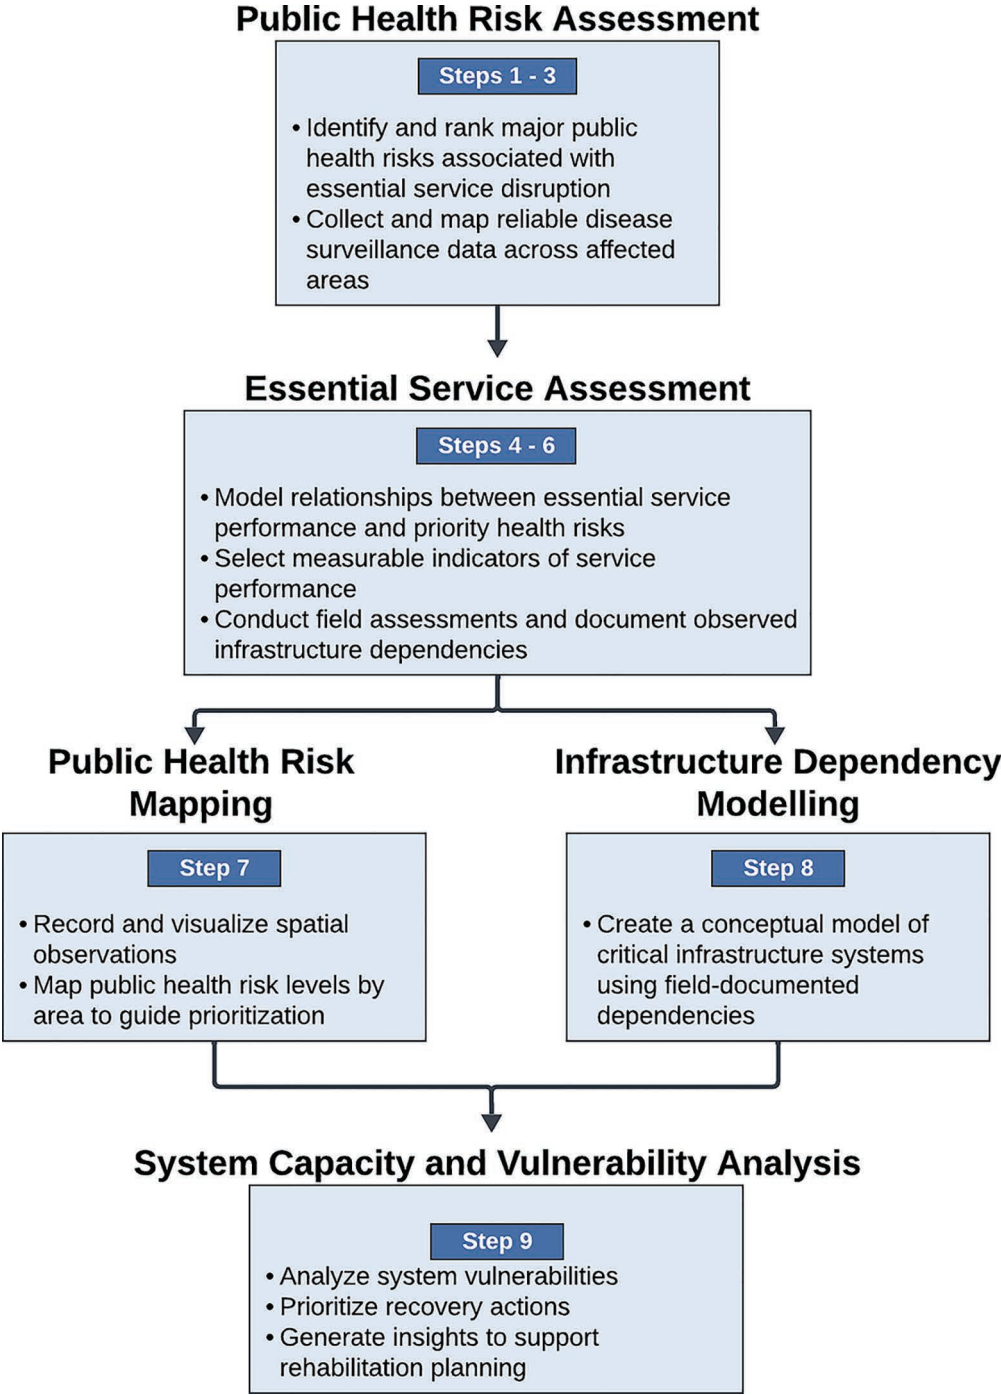 Public Health Risk Assessment
Steps 1 - 3
• Identify and rank major public
health risks associated with
essential service disruption
• Collect and map reliable disease
surveillance data across affected
areas
Essential Service Assessment
Steps 4 - 6
• Model relationships between essential service
performance and priority health risks
• Select measurable indicators of service
performance
• Conduct field assessments and document observed
infrastructure dependencies
Public Health Risk
Mapping
Step 7
• Record and visualize spatial
observations
• Map public health risk levels by
area to guide prioritization
Infrastructure Dependency
Modelling
Step 8
• Create a conceptual model of
critical infrastructure systems
using field-documented
dependencies
System Capacity and Vulnerability Analysis
Step 9
• Analyze system vulnerabilities
• Prioritize recovery actions
• Generate insights to support
rehabilitation planning